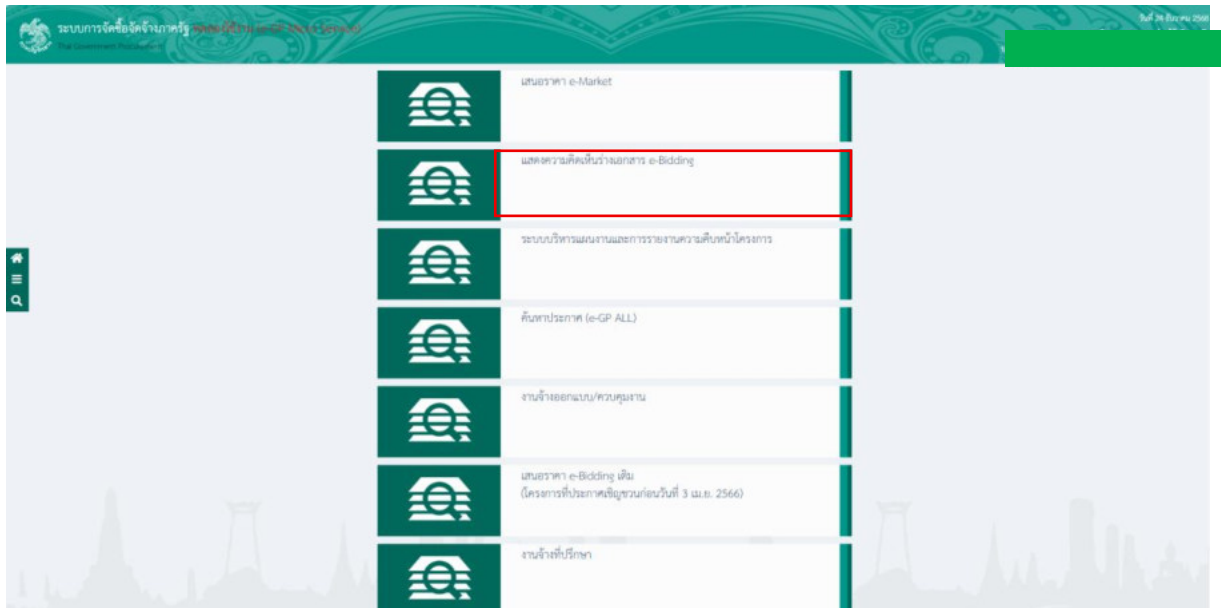 ระบบการจัดซื้อจัดจ้างภาครัฐ
Thai Government
เสนอราคา e-Market
แสดงความคิดเห็นร่างเอกสาร e-Bidding
ระบบบริหารแผนงานและการรายงานความคืบหน้าโครงการ
ค้นหาประกาศ (e-GP ALL)
งานจ้างออกแบบ/ควบคุมงาน
เสนอราคา e-Bidding เดิม
(โครงการที่ประกาศเชิญชวนก่อนวันที่ 3 เม.ย. 2566)
งานจ้างที่ปรึกษา